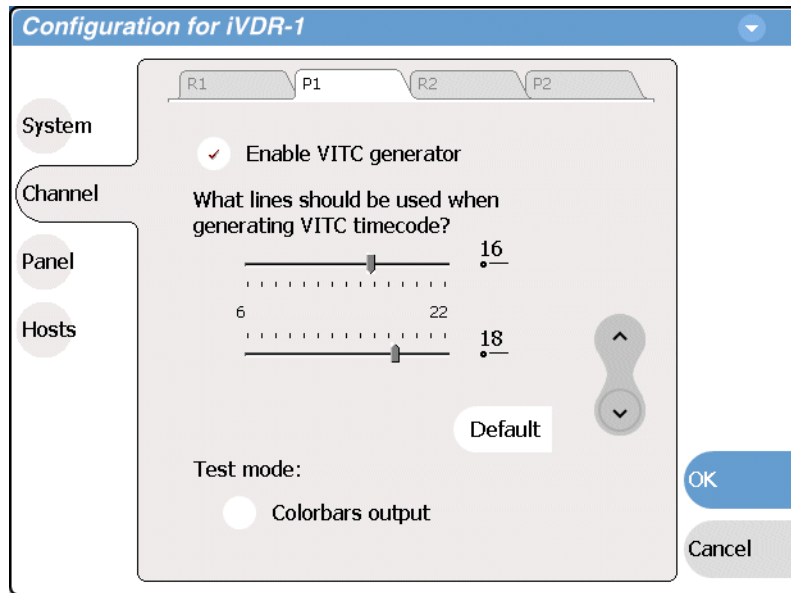 Configuration for iVDR-1
R1 P1 R2 P2
System
Channel
Panel
Hosts
Enable VITC generator
What lines should be used when
generating VITC timecode?
16
6 22
18
Default
Test mode:
Colorbars output
OK
Cancel